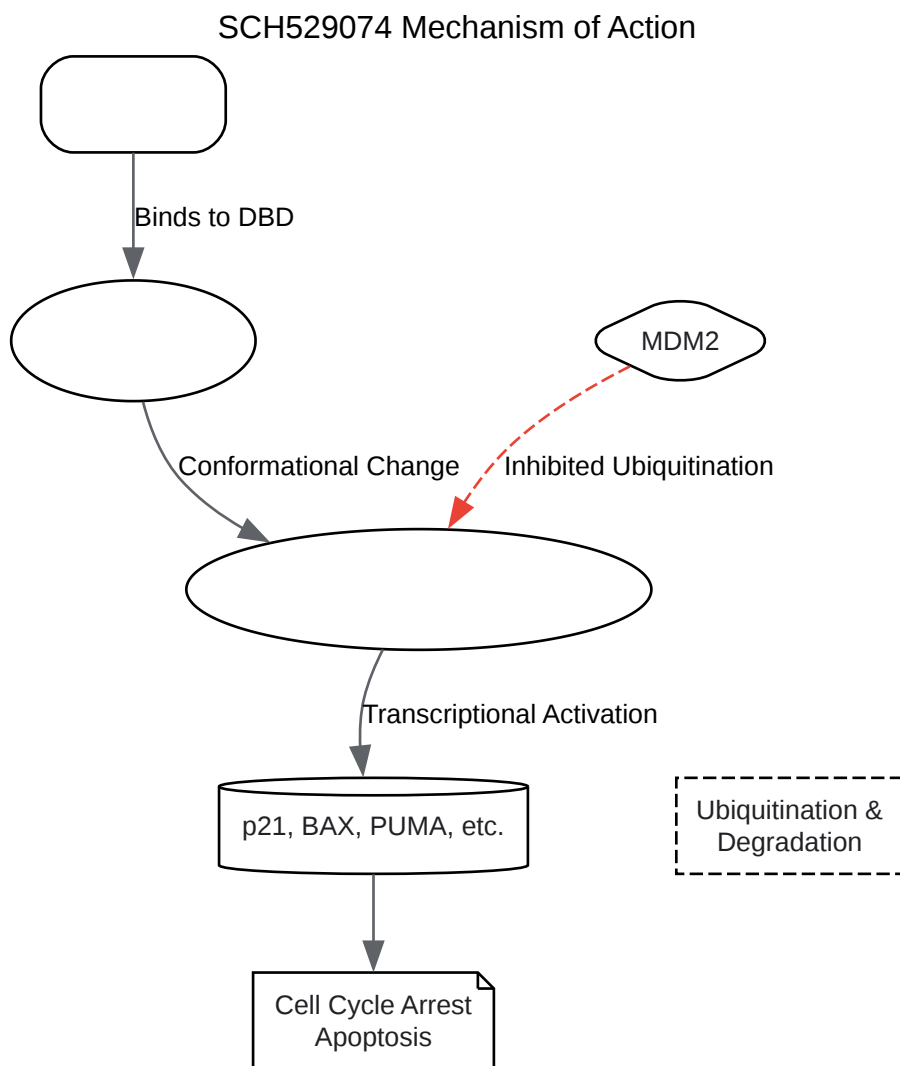 SCH529074 Mechanism of Action
Binds to DBD
MDM2
Conformational Change
Inhibited Ubiquitination
Transcriptional Activation
p21, BAX, PUMA, etc.
Ubiquitination &
Degradation
Cell Cycle Arrest
Apoptosis